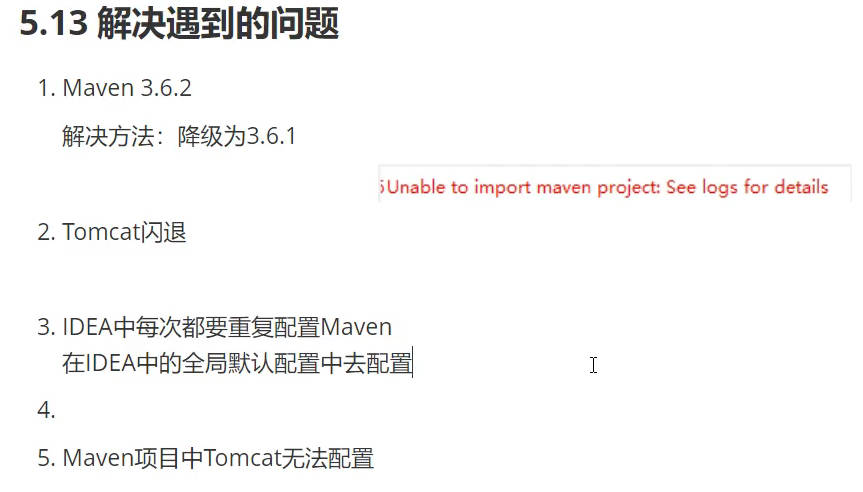 5.13 解决遇到的问题
1. Maven 3.6.2
解决方法：降级为3.6.1
Unable to import maven project: See logs for details
2. Tomcat闪退
3. IDEA中每次都要重复配置Maven
在IDEA中的全局默认配置中去配置
4.
5. Maven项目中Tomcat无法配置